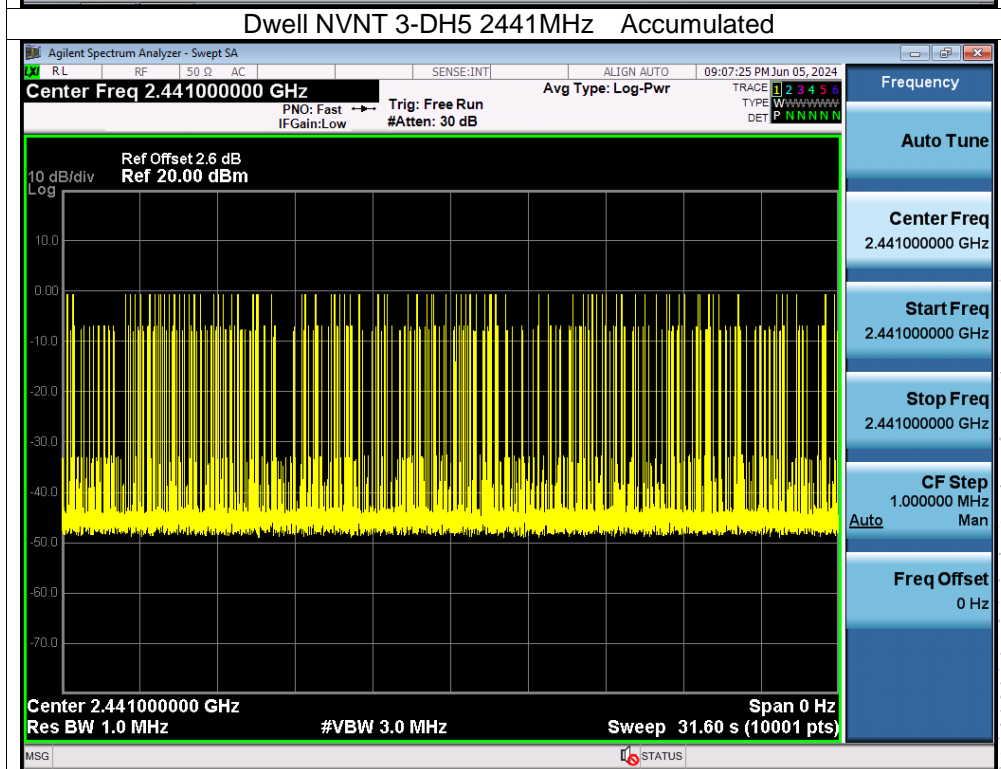 Dwell NVNT 3-DH5 2441MHz Accumulated
Agilent Spectrum Analyzer - Swept SA
LXI RL RF 50 Ω AC SENSE:INT ALIGN AUTO 09:07:25 PM Jun 05, 2024
Center Freq 2.441000000 GHz
PNO: Fast
IFGain:Low
Trig: Free Run
#Atten: 30 dB
Avg Type: Log-Pwr
TRACE 1 2 3 4 5 6
TYPE WWWWWWW
DET P N N N N N
Frequency
Auto Tune
Center Freq
2.441000000 GHz
Start Freq
2.441000000 GHz
Stop Freq
2.441000000 GHz
CF Step
1.000000 MHz
Auto Man
Freq Offset
0 Hz
Ref Offset 2.6 dB
10 dB/div Ref 20.00 dBm
Log
10.0
0.00
-10.0
-20.0
-30.0
-40.0
-50.0
-60.0
-70.0
Center 2.441000000 GHz Span 0 Hz
Res BW 1.0 MHz #VBW 3.0 MHz Sweep 31.60 s (10001 pts)
MSG STATUS